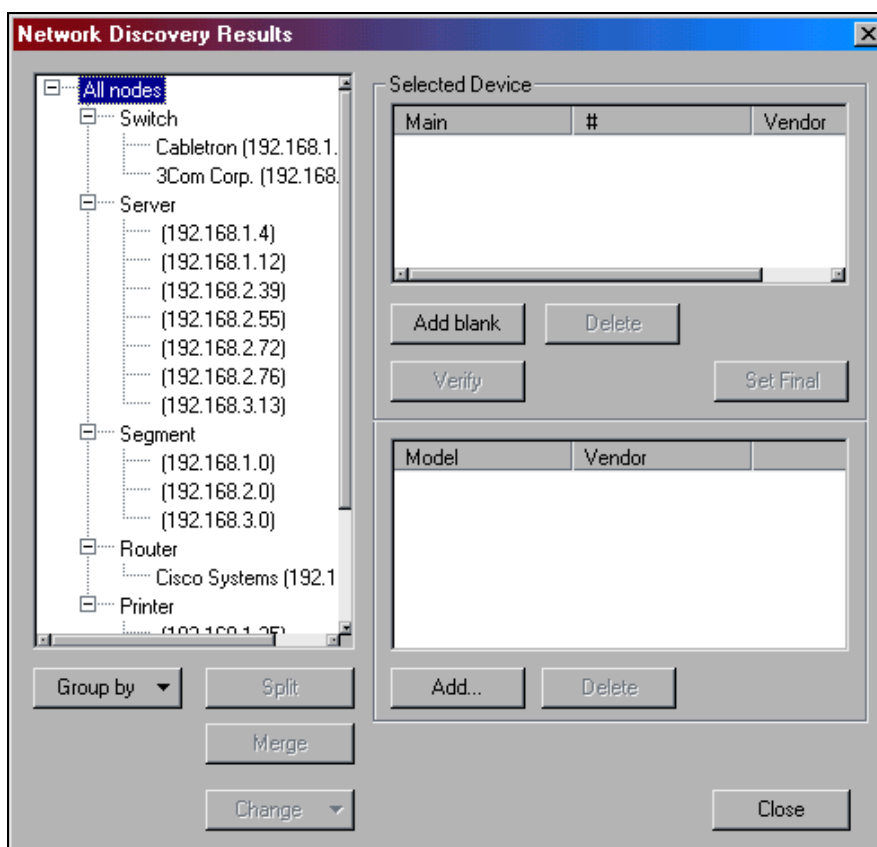 Network Discovery Results
All nodes
Switch
Cabletron (192.168.1.
3Com Corp. (192.168.
Server
(192.168.1.4)
(192.168.1.12)
(192.168.2.39)
(192.168.2.55)
(192.168.2.72)
(192.168.2.76)
(192.168.3.13)
Segment
(192.168.1.0)
(192.168.2.0)
(192.168.3.0)
Router
Cisco Systems (192.1
Printer
Group by
Split
Merge
Change
Selected Device
Main # Vendor
Add blank Delete
Verify Set Final
Model Vendor
Add... Delete
Close